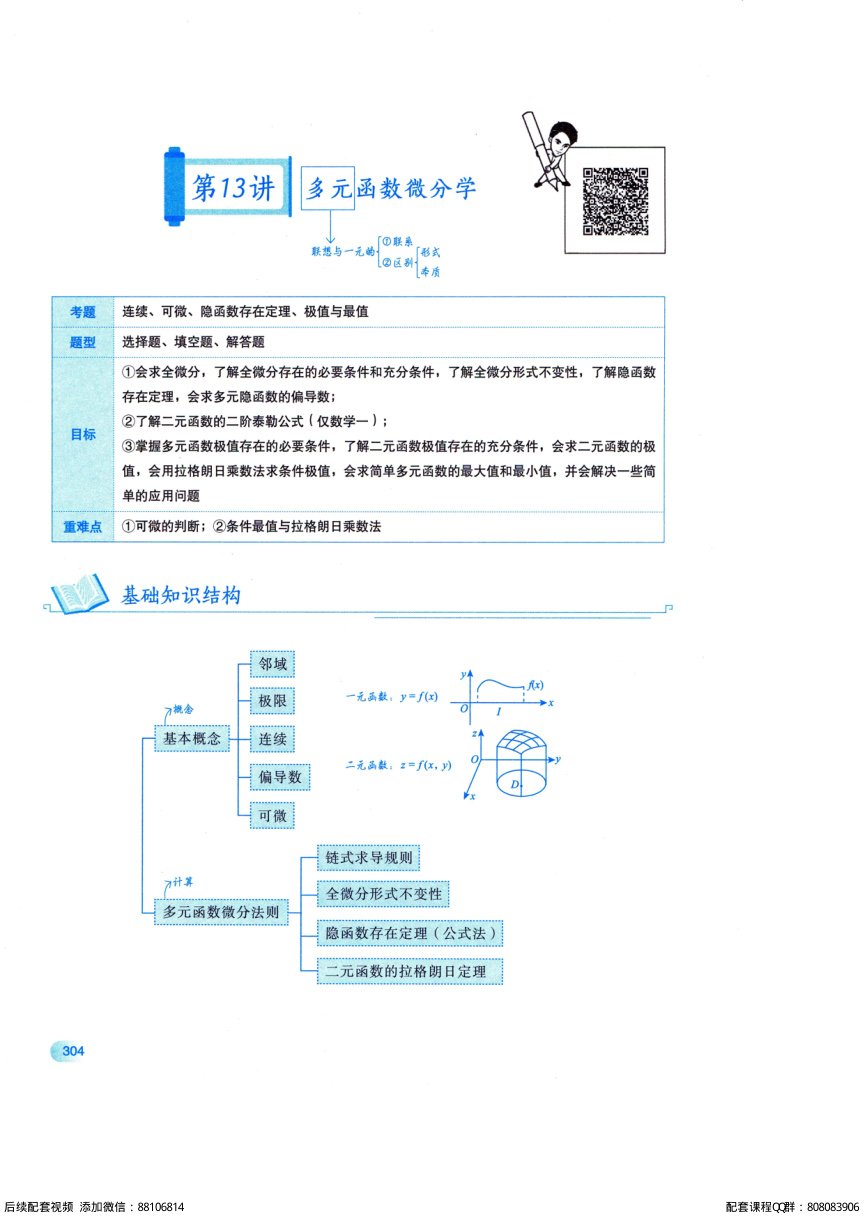 第13讲 多元函数微分学
联想与一元的
①联系
②区别
形式
本质
考题 连续、可微、隐函数存在定理、极值与最值
题型 选择题、填空题、解答题
目标
①会求全微分，了解全微分存在的必要条件和充分条件，了解全微分形式不变性，了解隐函数
存在定理，会求多元隐函数的偏导数；
②了解二元函数的二阶泰勒公式（仅数学一）；
③掌握多元函数极值存在的必要条件，了解二元函数极值存在的充分条件，会求二元函数的极
值，会用拉格朗日乘数法求条件极值，会求简单多元函数的最大值和最小值，并会解决一些简
单的应用问题
重难点 ①可微的判断；②条件最值与拉格朗日乘数法
基础知识结构
概念
基本概念
邻域
极限
连续
偏导数
可微
一元函数：y=f(x)
y
f(x)
O
I
x
二元函数：z=f(x, y)
z
O
y
D
x
计算
多元函数微分法则
链式求导规则
全微分形式不变性
隐函数存在定理（公式法）
二元函数的拉格朗日定理
304
后续配套视频 添加微信：88106814
配套课程QQ群：808083906